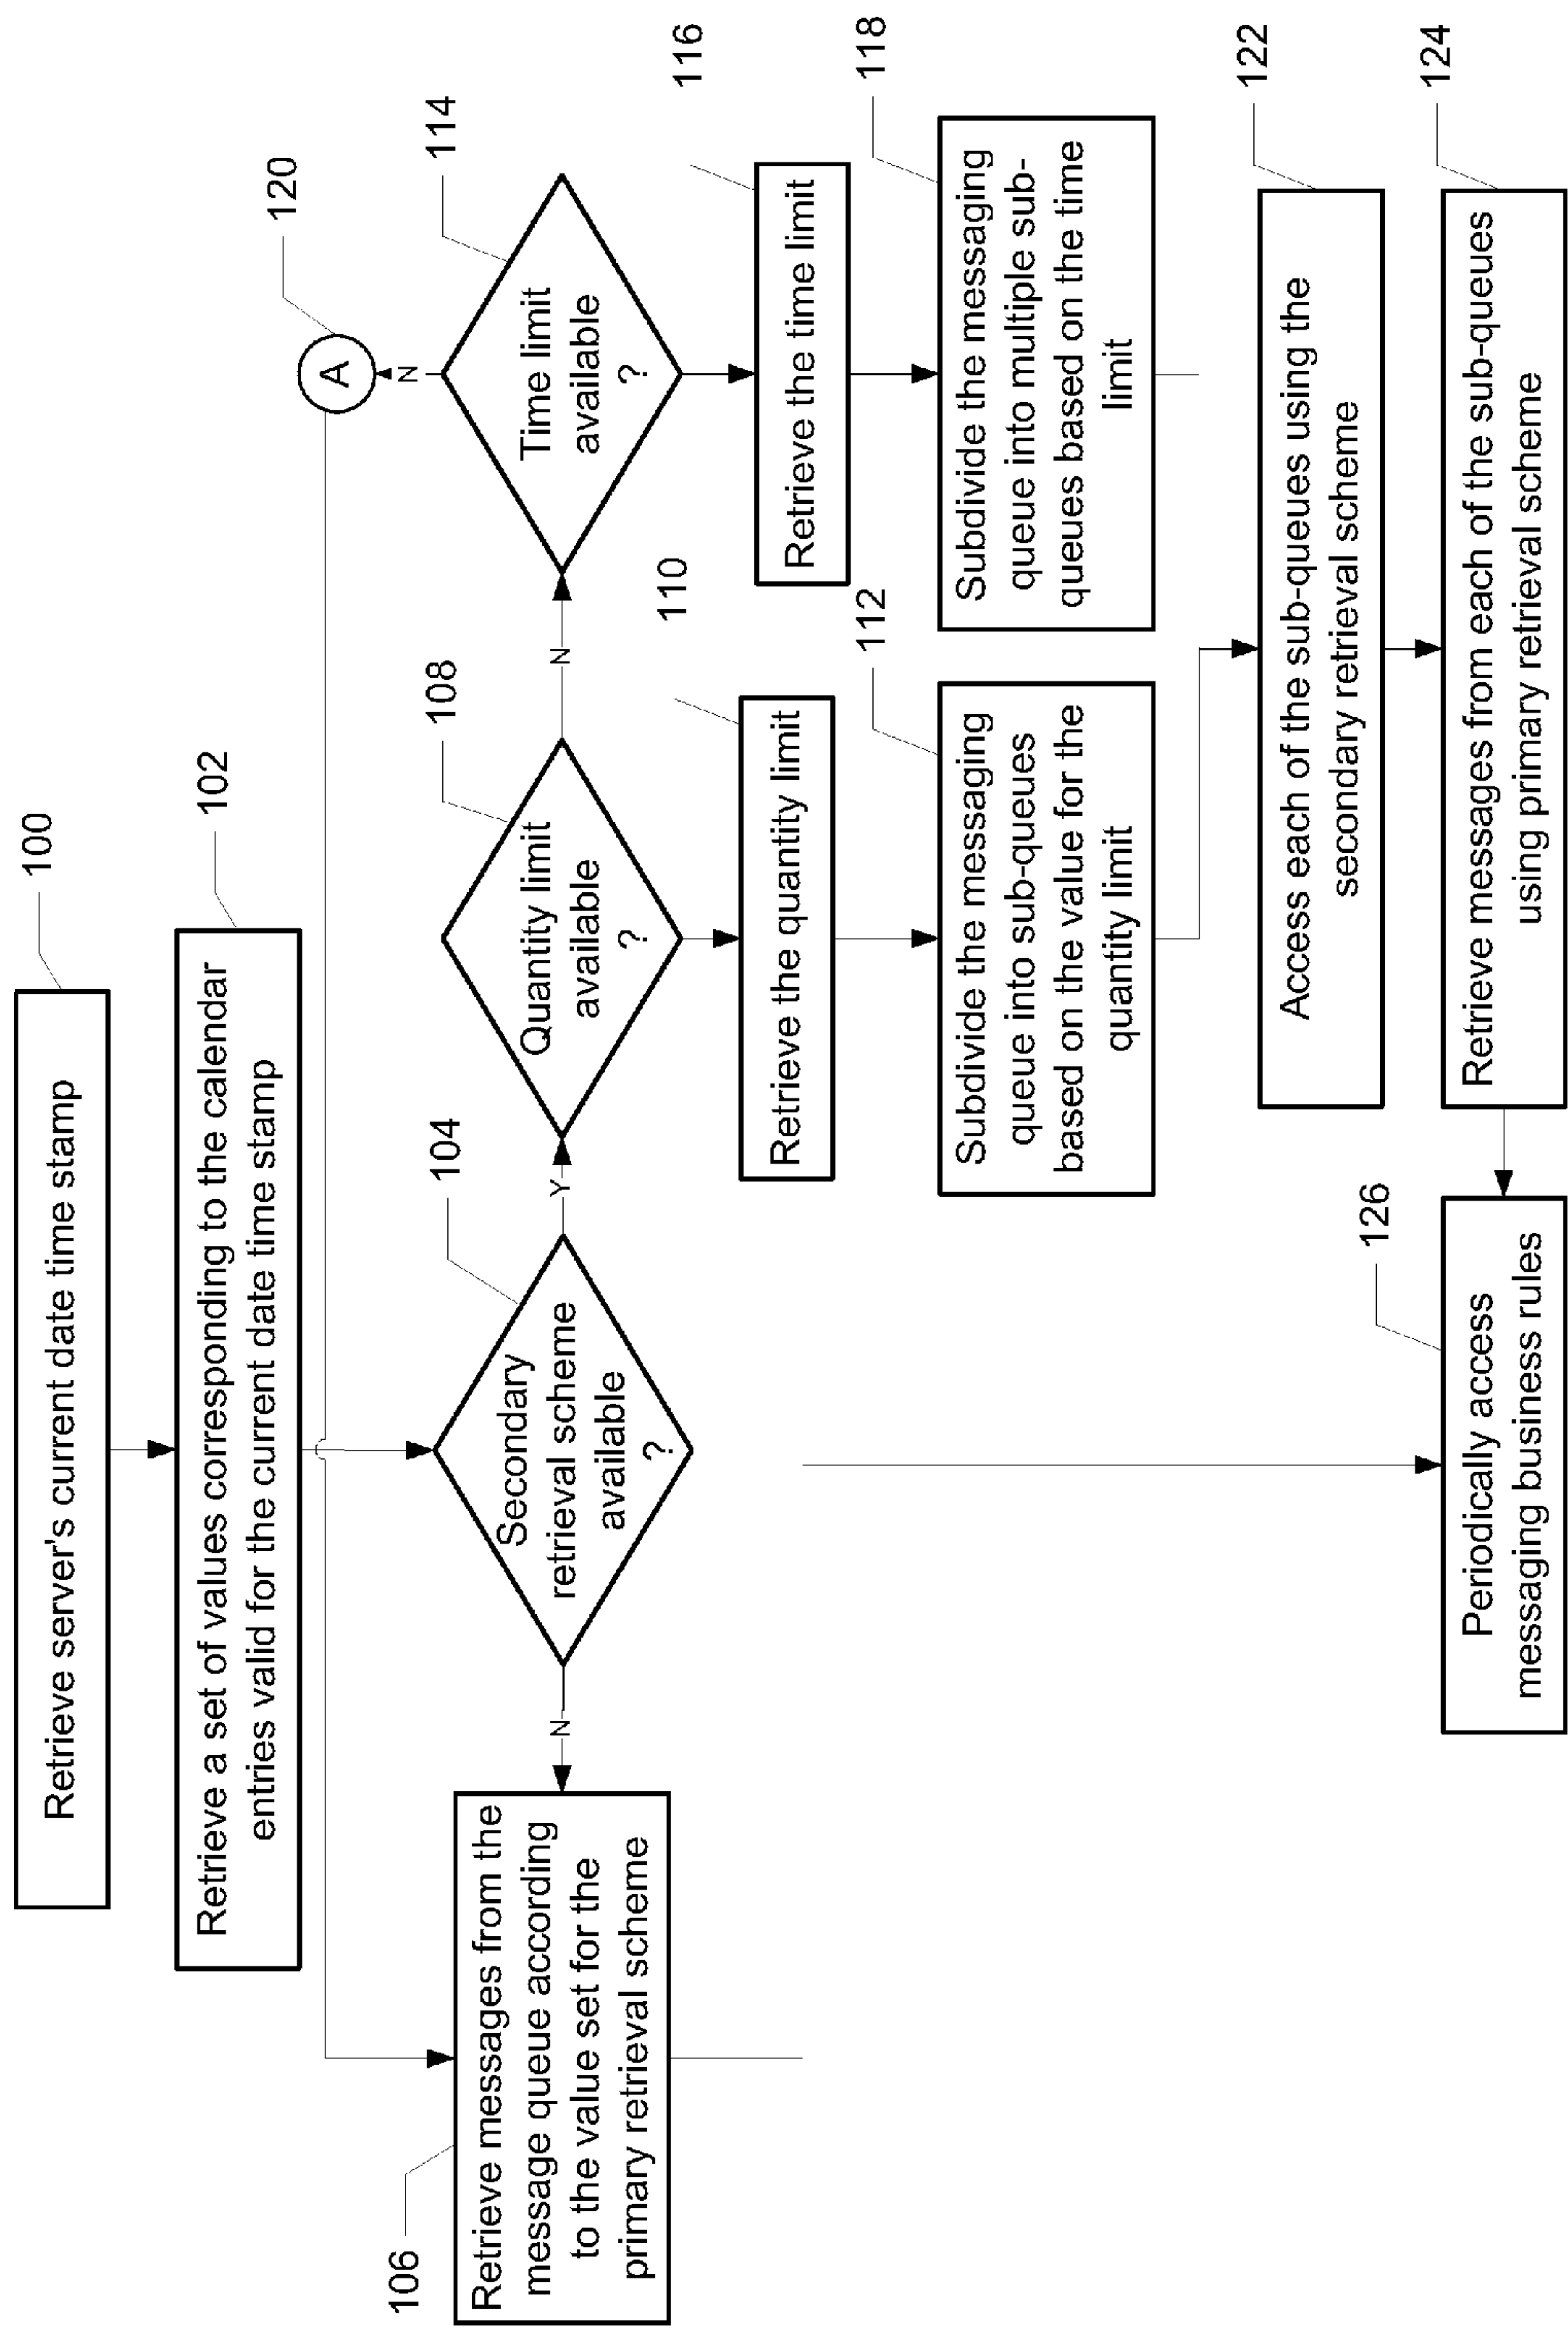 100
Retrieve server's current date time stamp
102
Retrieve a set of values corresponding to the calendar
entries valid for the current date time stamp
120
A
N
104
Secondary
retrieval scheme
available
?
N
Y
106
Retrieve messages from the
message queue according
to the value set for the
primary retrieval scheme
108
Quantity limit
available
?
N
114
Time limit
available
?
110
Retrieve the quantity limit
116
Retrieve the time limit
112
Subdivide the messaging
queue into sub-queues
based on the value for the
quantity limit
118
Subdivide the messaging
queue into multiple sub-
queues based on the time
limit
122
Access each of the sub-queues using the
secondary retrieval scheme
124
Retrieve messages from each of the sub-queues
using primary retrieval scheme
126
Periodically access
messaging business rules